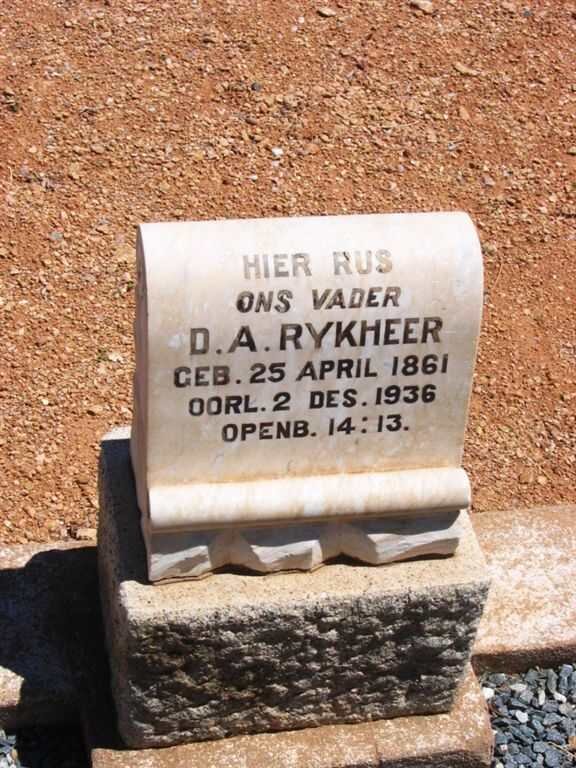 HIER RUS
ONS VADER
D.A. RYKHEER
GEB. 25 APRIL 1861
OORL. 2 DES. 1936
OPENB. 14:13.